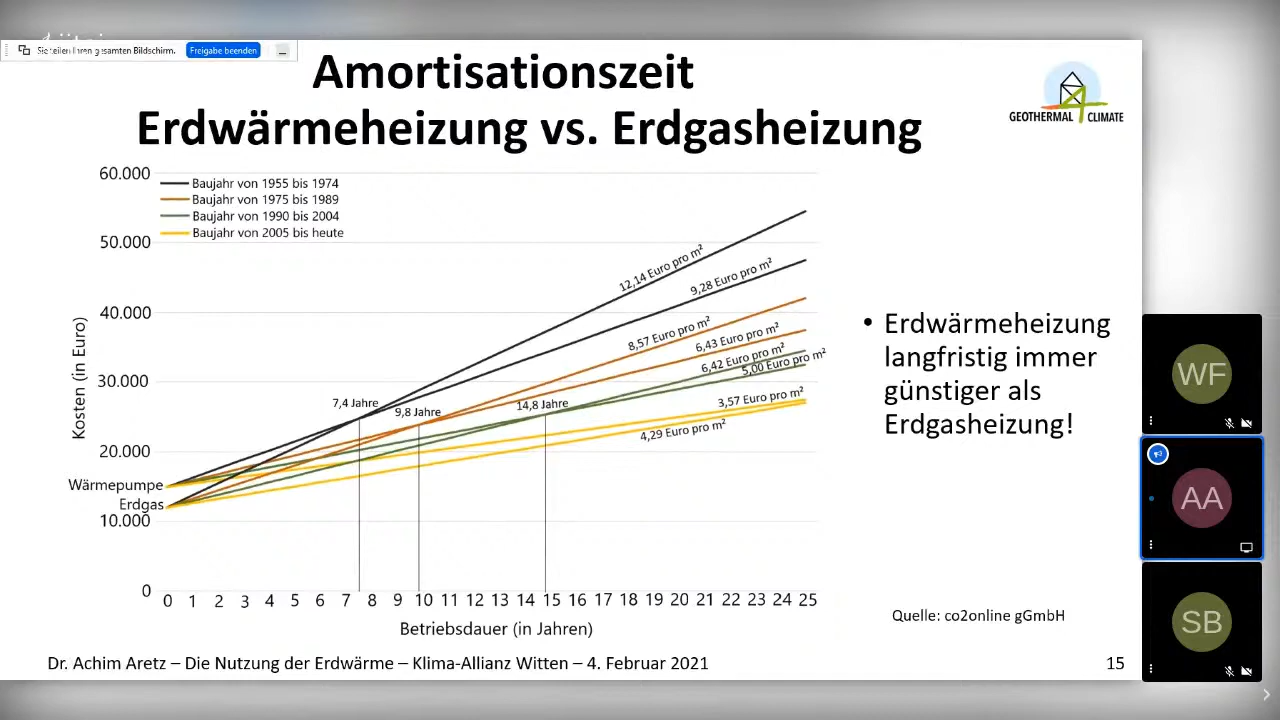 Sie teilen Ihren gesamten Bildschirm.
Freigabe beenden
Amortisationszeit
Erdwärmeheizung vs. Erdgasheizung
GEOTHERMAL 4 CLIMATE
60.000
50.000
40.000
30.000
20.000
10.000
0
Kosten (in Euro)
Baujahr von 1955 bis 1974
Baujahr von 1975 bis 1989
Baujahr von 1990 bis 2004
Baujahr von 2005 bis heute
12,14 Euro pro m²
9,28 Euro pro m²
8,57 Euro pro m²
6,43 Euro pro m²
6,42 Euro pro m²
5,00 Euro pro m²
3,57 Euro pro m²
4,29 Euro pro m²
7,4 Jahre
9,8 Jahre
14,8 Jahre
Wärmepumpe
Erdgas
0 1 2 3 4 5 6 7 8 9 10 11 12 13 14 15 16 17 18 19 20 21 22 23 24 25
Betriebsdauer (in Jahren)
• Erdwärmeheizung
langfristig immer
günstiger als
Erdgasheizung!
Quelle: co2online gGmbH
Dr. Achim Aretz – Die Nutzung der Erdwärme – Klima-Allianz Witten – 4. Februar 2021
15
WF
AA
SB